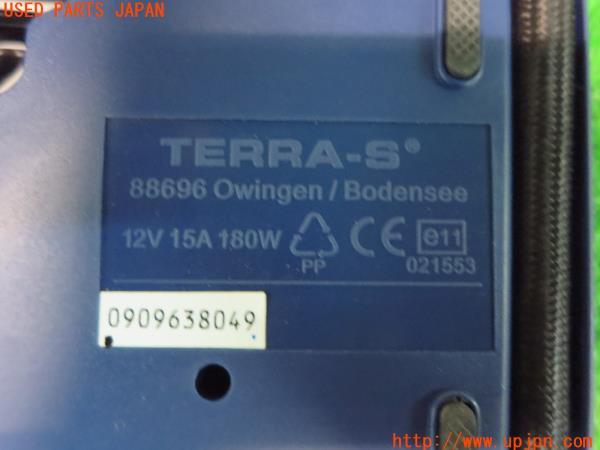 USED PARTS JAPAN
TERRA-S®
88696 Owingen / Bodensee
12V 15A 180W CE e11
PP 021553
0909638049
http://www.upjpn.com/